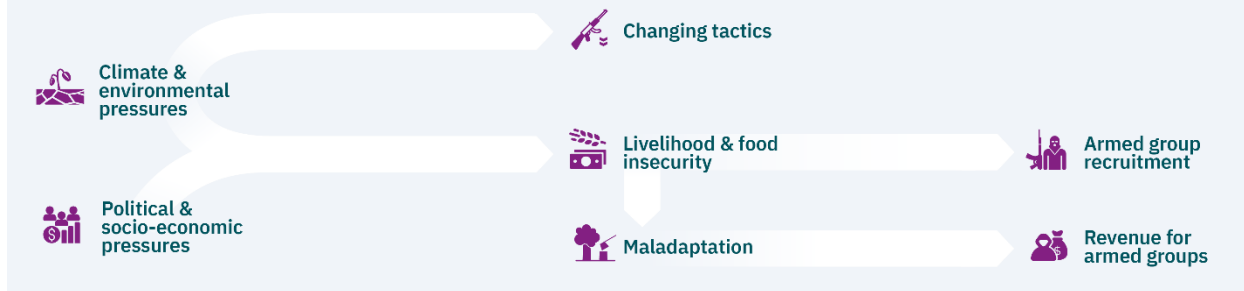 Changing tactics
Climate &
environmental
pressures
Livelihood & food
insecurity
Armed group
recruitment
Political &
socio-economic
pressures
Maladaptation
Revenue for
armed groups